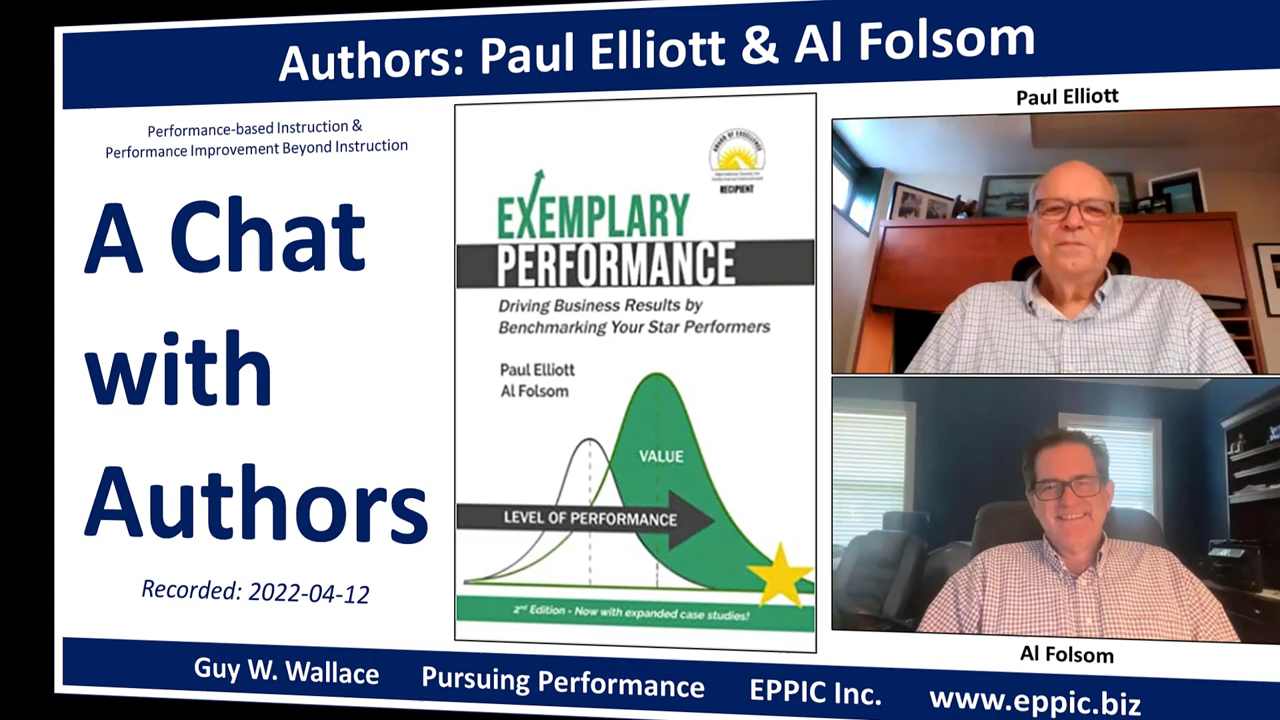 Authors: Paul Elliott & Al Folsom
Performance-based Instruction &
Performance Improvement Beyond Instruction
A Chat
with
Authors
Recorded: 2022-04-12
AWARD OF EXCELLENCE
RECIPIENT
EXEMPLARY
PERFORMANCE
Driving Business Results by
Benchmarking Your Star Performers
Paul Elliott
Al Folsom
VALUE
LEVEL OF PERFORMANCE
2nd Edition - Now with expanded case studies!
Paul Elliott
Al Folsom
Guy W. Wallace Pursuing Performance EPPIC Inc. www.eppic.biz